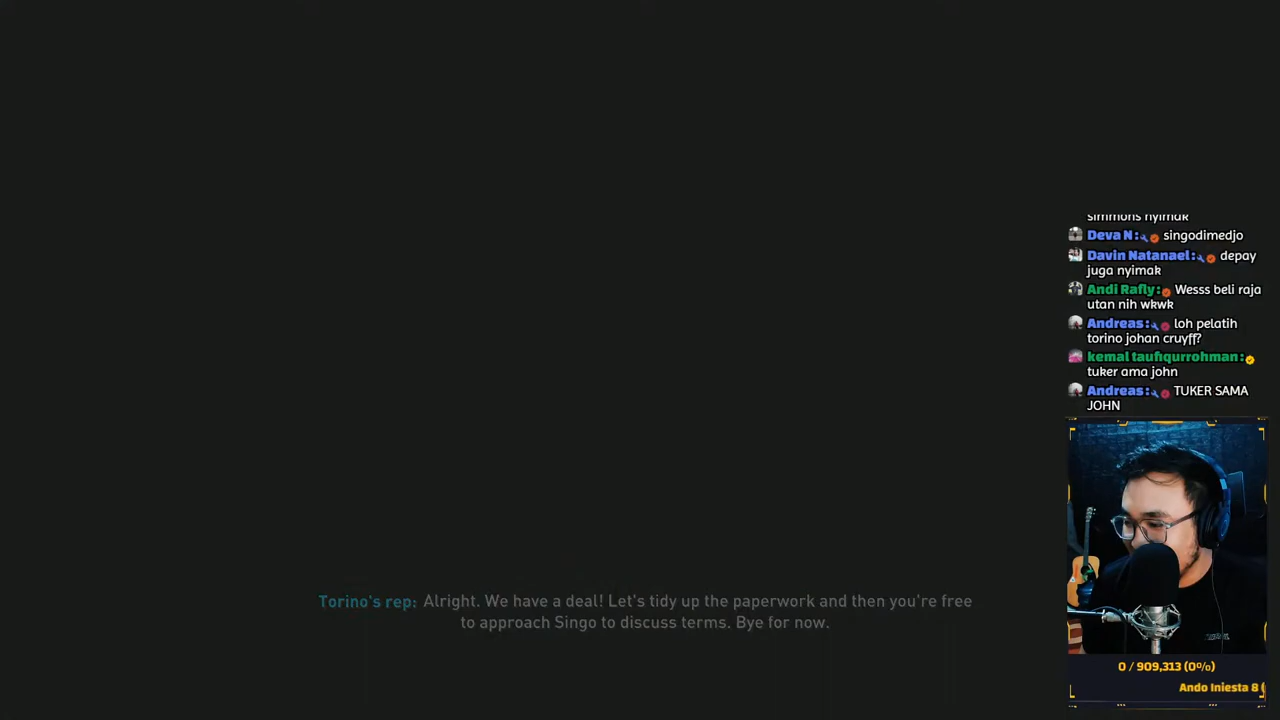 simmons nyimak
Deva N: singodimedjo
Davin Natanael: depay
juga nyimak
Andi Rafly: Wesss beli raja
utan nih wkwk
Andreas: loh pelatih
torino johan cruyff?
kemal taufiqurrohman:
tuker ama john
Andreas: TUKER SAMA
JOHN
Torino's rep: Alright. We have a deal! Let's tidy up the paperwork and then you're free
to approach Singo to discuss terms. Bye for now.
0 / 909,313 (0%)
Ando Iniesta 8 (